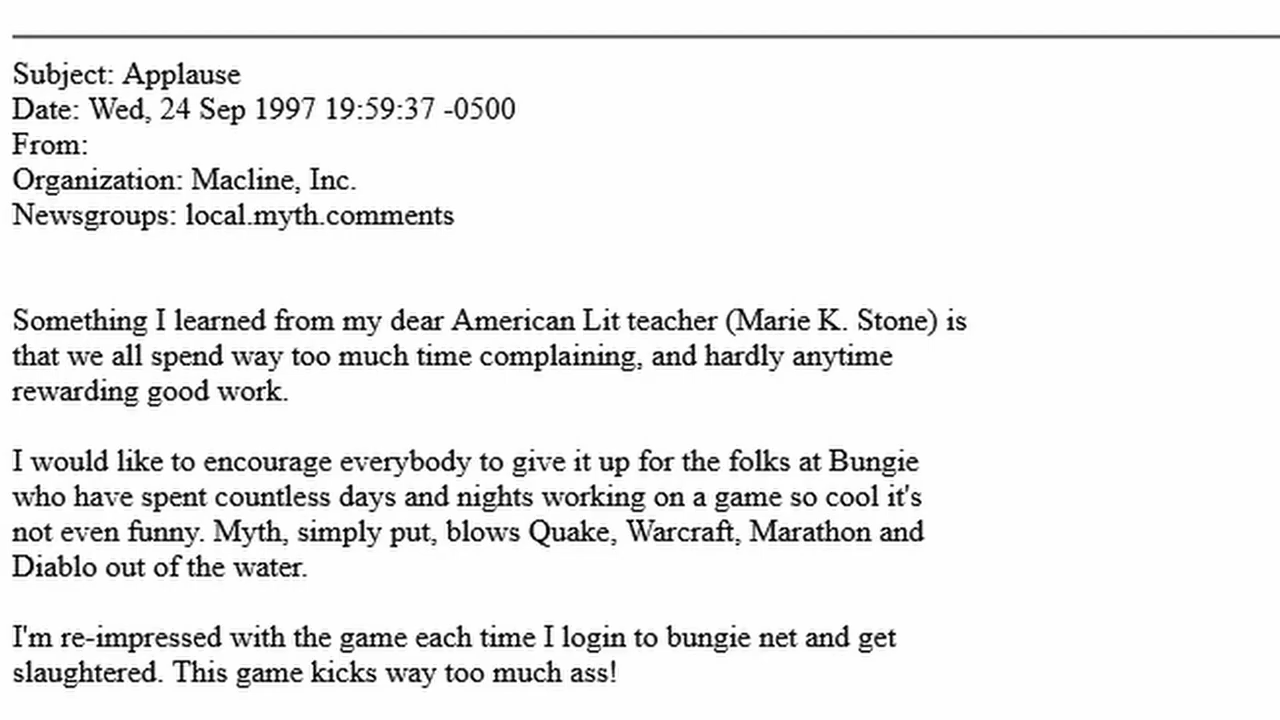 Subject: Applause
Date: Wed, 24 Sep 1997 19:59:37 -0500
From:
Organization: Macline, Inc.
Newsgroups: local.myth.comments
Something I learned from my dear American Lit teacher (Marie K. Stone) is
that we all spend way too much time complaining, and hardly anytime
rewarding good work.
I would like to encourage everybody to give it up for the folks at Bungie
who have spent countless days and nights working on a game so cool it's
not even funny. Myth, simply put, blows Quake, Warcraft, Marathon and
Diablo out of the water.
I'm re-impressed with the game each time I login to bungie net and get
slaughtered. This game kicks way too much ass!